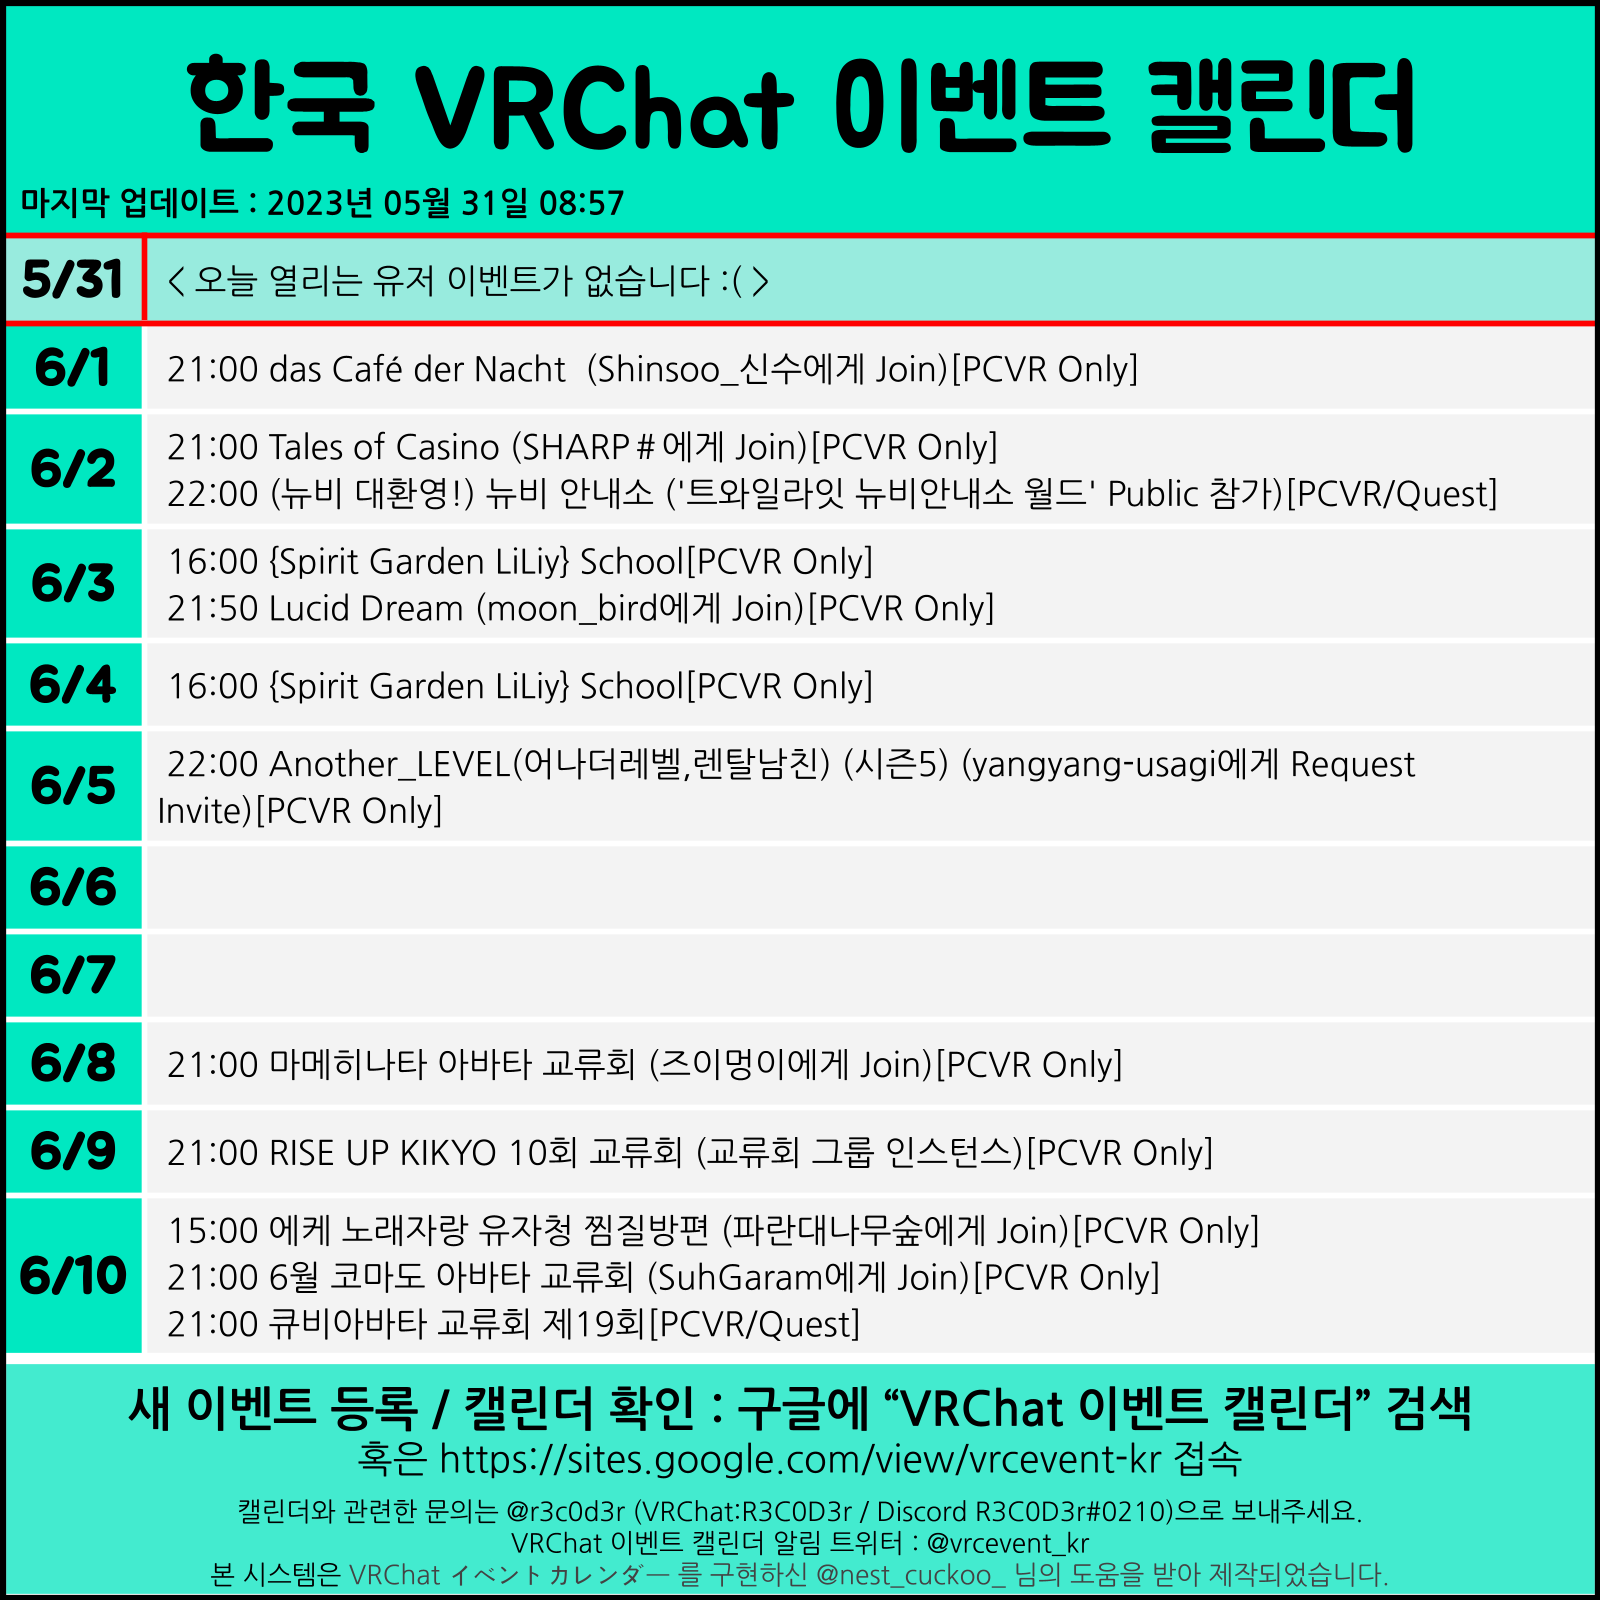 한국 VRChat 이벤트 캘린더
마지막 업데이트 : 2023년 05월 31일 08:57
5/31
< 오늘 열리는 유저 이벤트가 없습니다 :( >
6/1
21:00 das Café der Nacht  (Shinsoo_신수에게 Join)[PCVR Only]
6/2
21:00 Tales of Casino (SHARP＃에게 Join)[PCVR Only]
22:00 (뉴비 대환영!) 뉴비 안내소 ('트와일라잇 뉴비안내소 월드' Public 참가)[PCVR/Quest]
6/3
16:00 {Spirit Garden LiLiy} School[PCVR Only]
21:50 Lucid Dream (moon_bird에게 Join)[PCVR Only]
6/4
16:00 {Spirit Garden LiLiy} School[PCVR Only]
6/5
22:00 Another_LEVEL(어나더레벨,렌탈남친) (시즌5) (yangyang-usagi에게 Request
Invite)[PCVR Only]
6/6
6/7
6/8
21:00 마메히나타 아바타 교류회 (즈이멍이에게 Join)[PCVR Only]
6/9
21:00 RISE UP KIKYO 10회 교류회 (교류회 그룹 인스턴스)[PCVR Only]
6/10
15:00 에케 노래자랑 유자청 찜질방편 (파란대나무숲에게 Join)[PCVR Only]
21:00 6월 코마도 아바타 교류회 (SuhGaram에게 Join)[PCVR Only]
21:00 큐비아바타 교류회 제19회[PCVR/Quest]
새 이벤트 등록 / 캘린더 확인 : 구글에 “VRChat 이벤트 캘린더” 검색
혹은 https://sites.google.com/view/vrcevent-kr 접속
캘린더와 관련한 문의는 @r3c0d3r (VRChat:R3C0D3r / Discord R3C0D3r#0210)으로 보내주세요.
VRChat 이벤트 캘린더 알림 트위터 : @vrcevent_kr
본 시스템은 VRChat イベントカレンダー 를 구현하신 @nest_cuckoo_ 님의 도움을 받아 제작되었습니다.